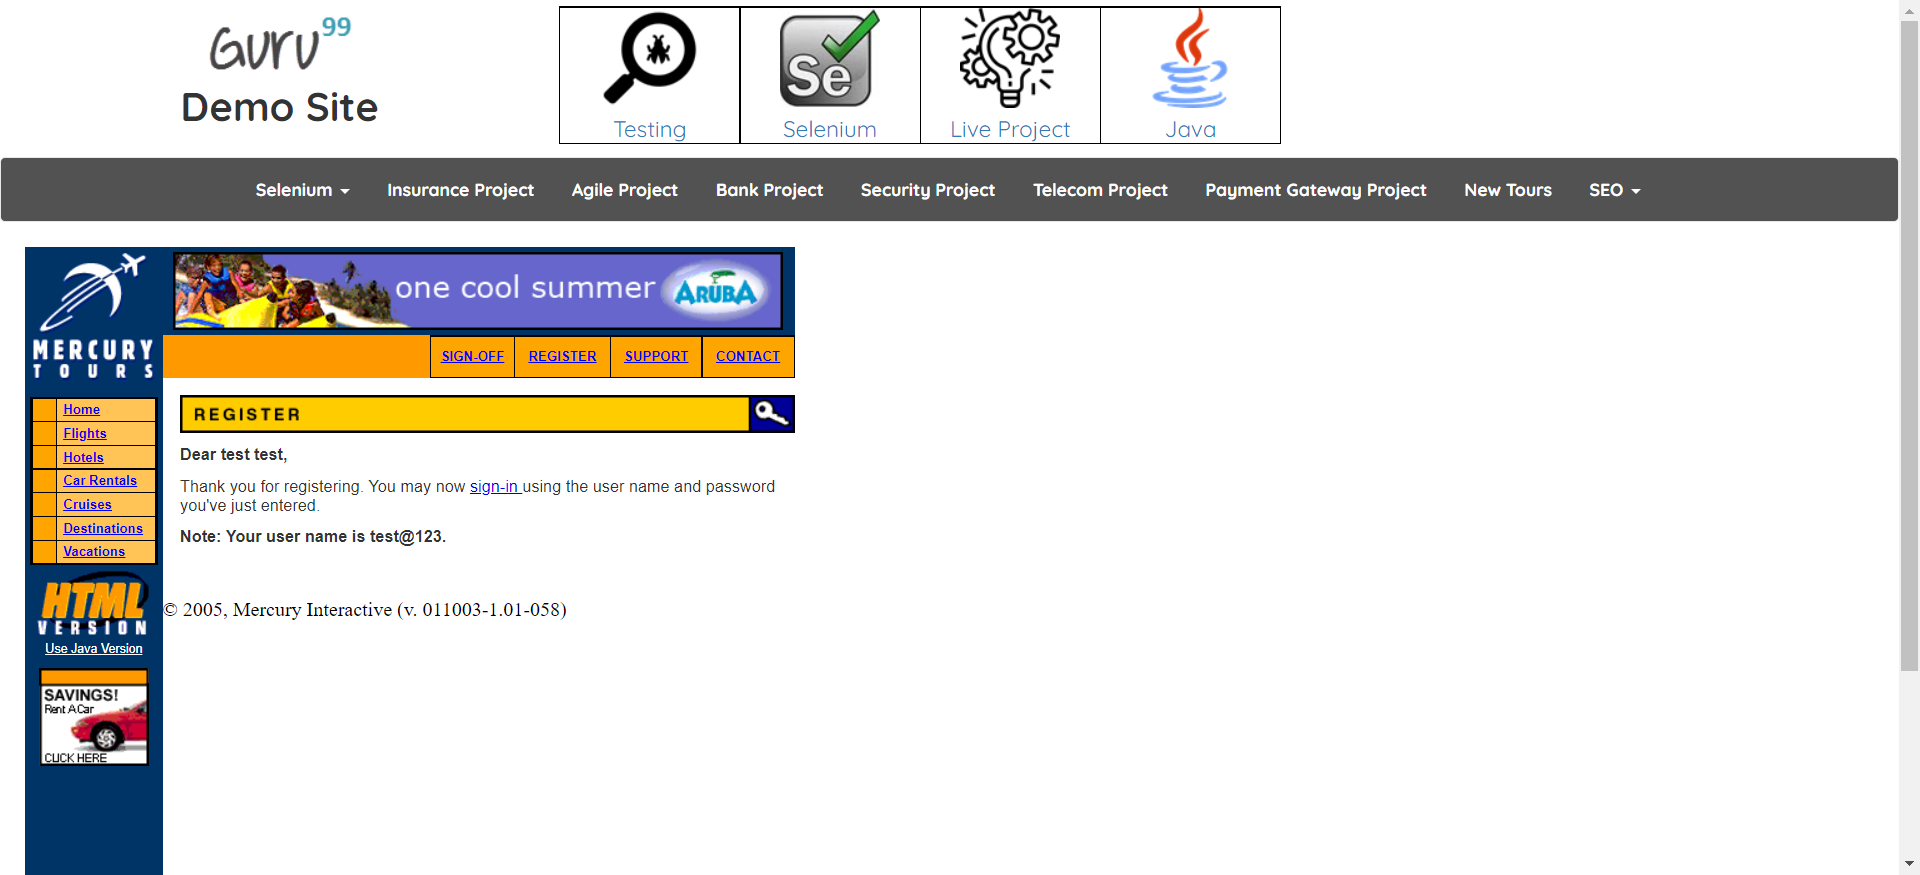 Guru99
Demo Site
Testing
Se
Selenium
Live Project
Java
Selenium
Insurance Project
Agile Project
Bank Project
Security Project
Telecom Project
Payment Gateway Project
New Tours
SEO
MERCURY
TOURS
one cool summer
ARUBA
SIGN-OFF
REGISTER
SUPPORT
CONTACT
Home
Flights
Hotels
Car Rentals
Cruises
Destinations
Vacations
HTML
VERSION
Use Java Version
SAVINGS!
Rent A Car
CLICK HERE
REGISTER
Dear test test,
Thank you for registering. You may now sign-in using the user name and password
you've just entered.
Note: Your user name is test@123.
© 2005, Mercury Interactive (v. 011003-1.01-058)